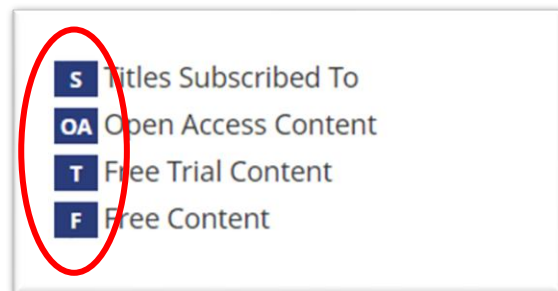 S Titles Subscribed To
OA Open Access Content
T Free Trial Content
F Free Content